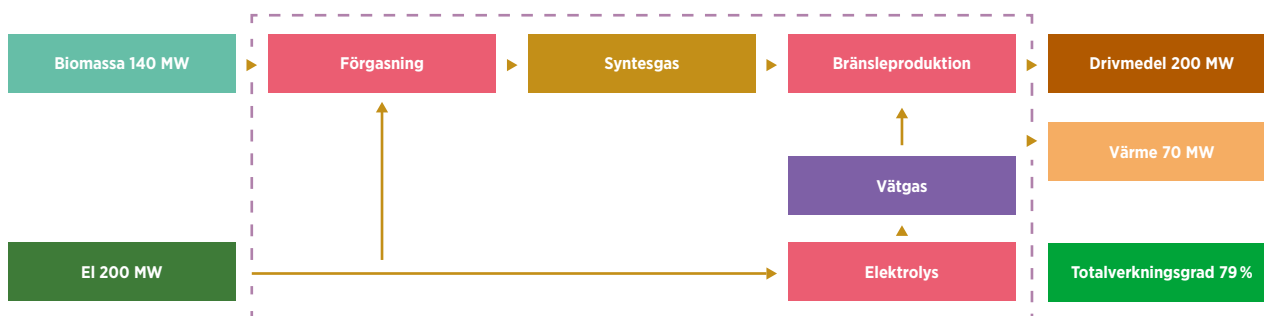 Biomassa 140 MW
Förgasning
Syntesgas
Bränsleproduktion
Drivmedel 200 MW
Värme 70 MW
Vätgas
El 200 MW
Elektrolys
Totalverkningsgrad 79 %